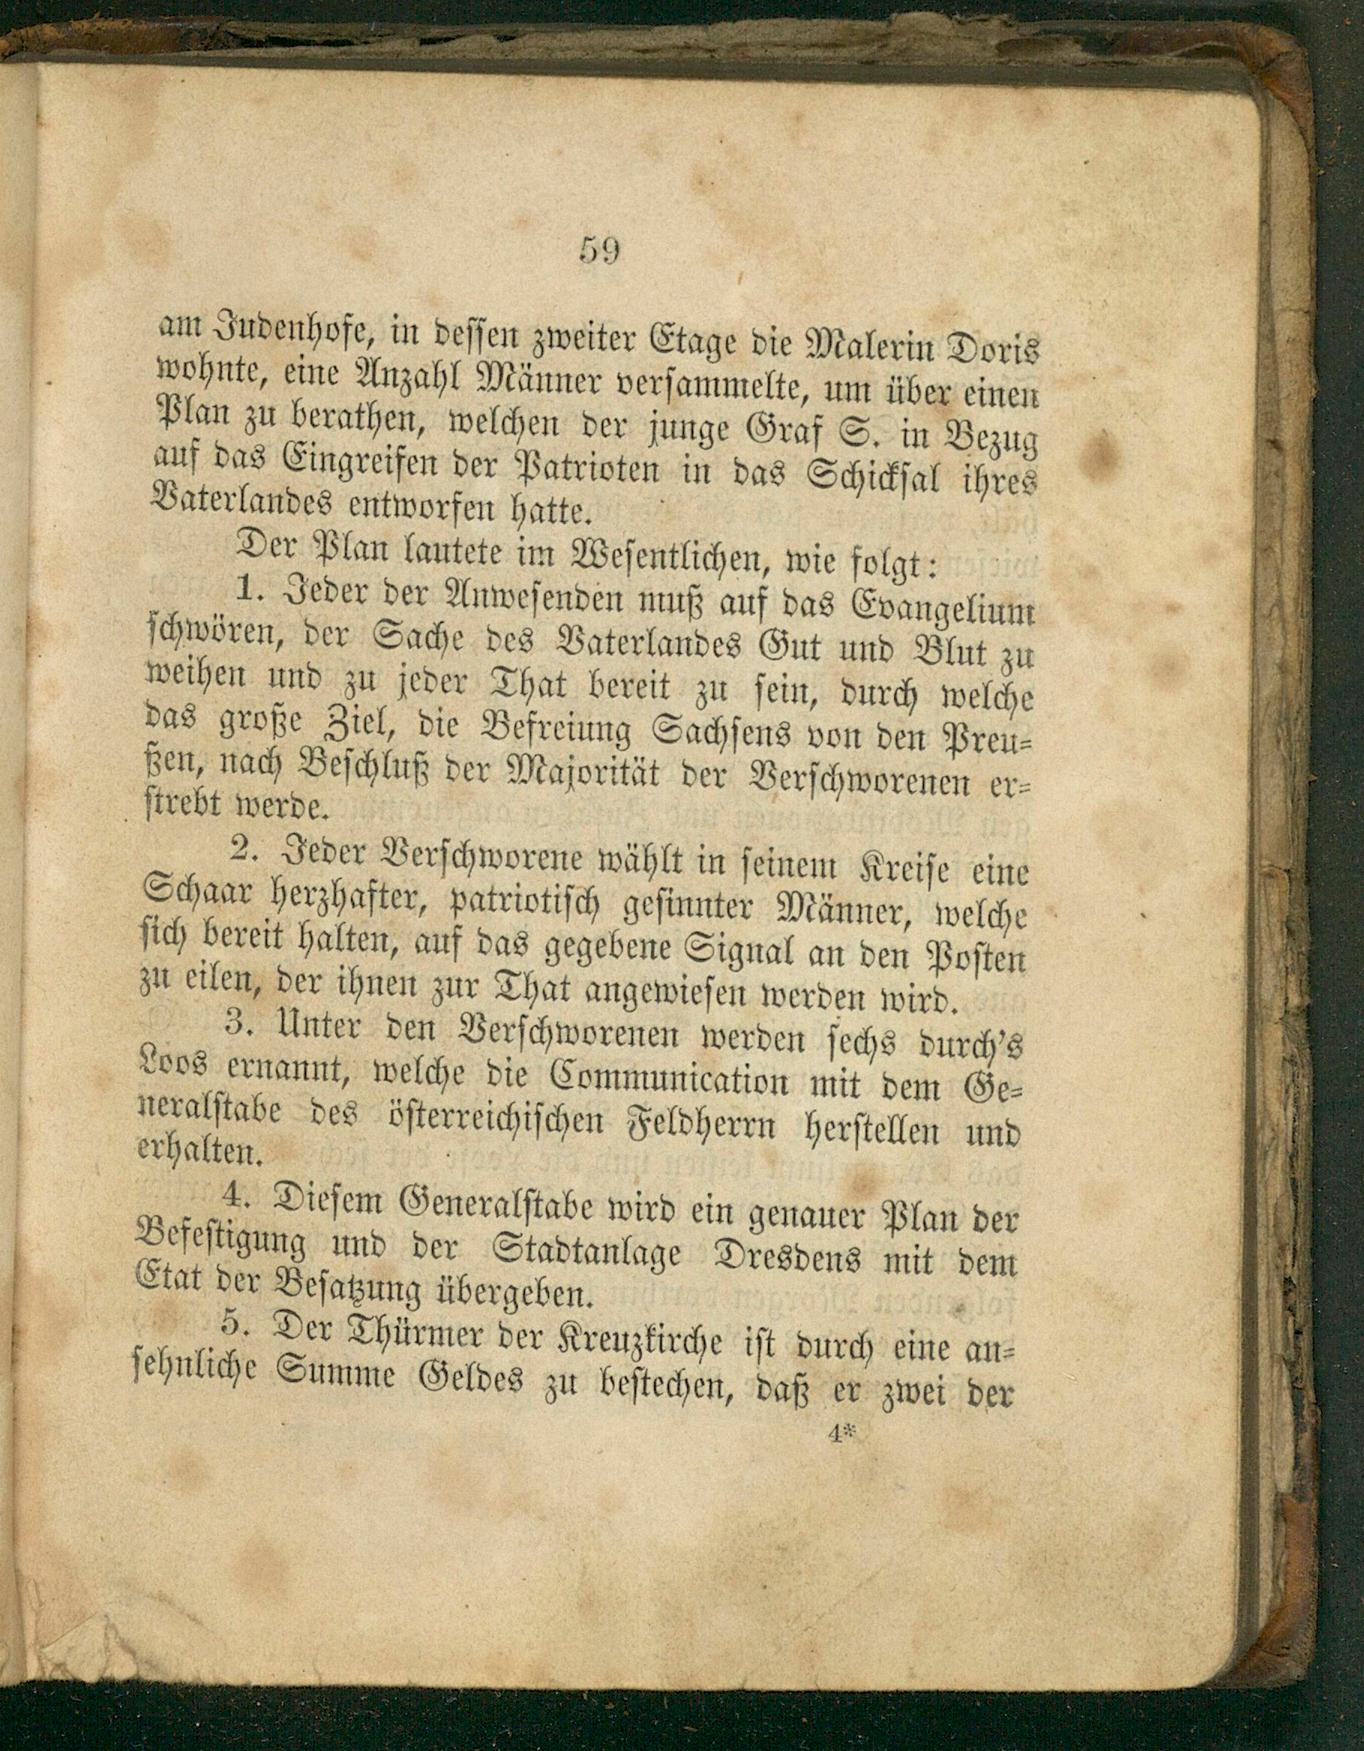 59
am Judenhofe, in dessen zweiter Etage die Malerin Doris
wohnte, eine Anzahl Männer versammelte, um über einen
Plan zu berathen, welchen der junge Graf S. in Bezug
auf das Eingreifen der Patrioten in das Schicksal ihres
Vaterlandes entworfen hatte.
Der Plan lautete im Wesentlichen, wie folgt:
1. Jeder der Anwesenden muß auf das Evangelium
schwören, der Sache des Vaterlandes Gut und Blut zu
weihen und zu jeder That bereit zu sein, durch welche
das große Ziel, die Befreiung Sachsens von den Preu-
ßen, nach Beschluß der Majorität der Verschworenen er-
strebt werde.
2. Jeder Verschworene wählt in seinem Kreise eine
Schaar herzhafter, patriotisch gesinnter Männer, welche
sich bereit halten, auf das gegebene Signal an den Posten
zu eilen, der ihnen zur That angewiesen werden wird.
3. Unter den Verschworenen werden sechs durch's
Loos ernannt, welche die Communication mit dem Ge-
neralstabe des österreichischen Feldherrn herstellen und
erhalten.
4. Diesem Generalstabe wird ein genauer Plan der
Befestigung und der Stadtanlage Dresdens mit dem
Etat der Besatzung übergeben.
5. Der Thürmer der Kreuzkirche ist durch eine an-
sehnliche Summe Geldes zu bestechen, daß er zwei der
4*